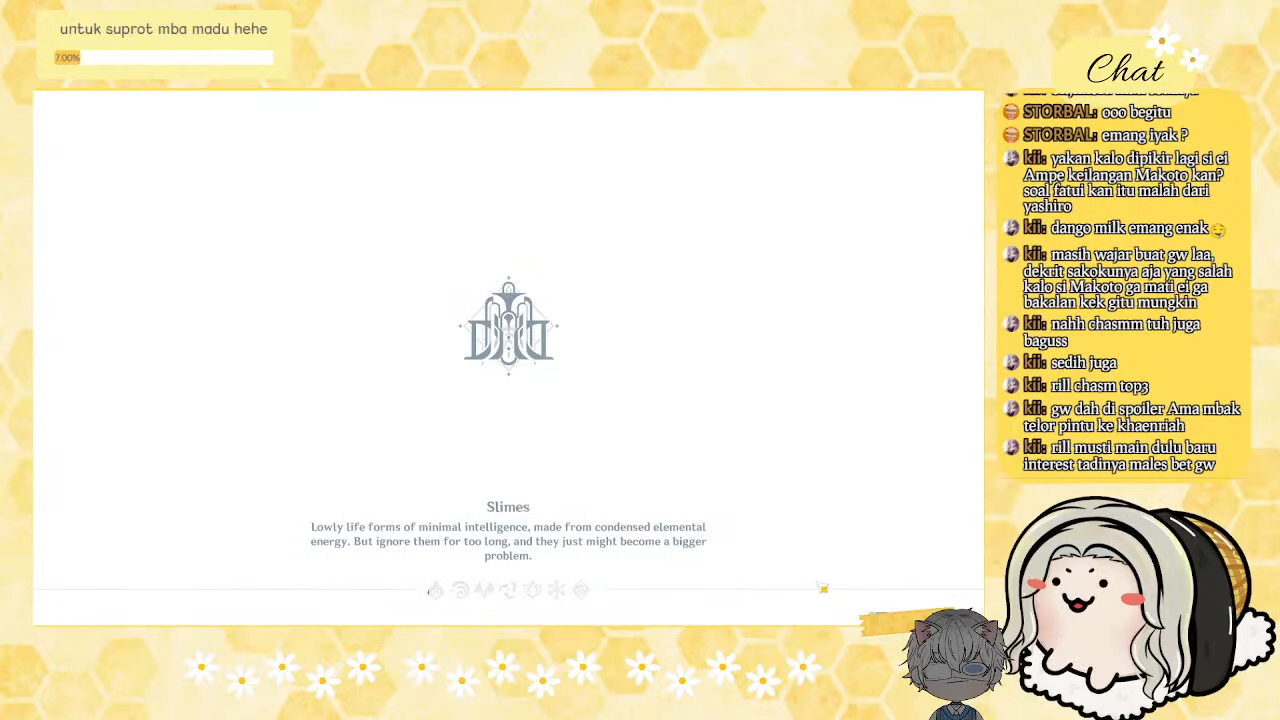 untuk suprot mba madu hehe
7.00%
Chat
STORBAL: ooo begitu
STORBAL: emang iyak ?
kii: yakan kalo dipikir lagi si ei
Ampe keilangan Makoto kan?
soal fatui kan itu malah dari
yashiro
kii: dango milk emang enak🤤
kii: masih wajar buat gw laa,
dekrit sakokunya aja yang salah
kalo si Makoto ga mati ei ga
bakalan kek gitu mungkin
kii: nahh chasmm tuh juga
baguss
kii: sedih juga
kii: rill chasm top3
kii: gw dah di spoiler Ama mbak
telor pintu ke khaenriah
kii: rill musti main dulu baru
interest tadinya males bet gw
Slimes
Lowly life forms of minimal intelligence, made from condensed elemental
energy. But ignore them for too long, and they just might become a bigger
problem.